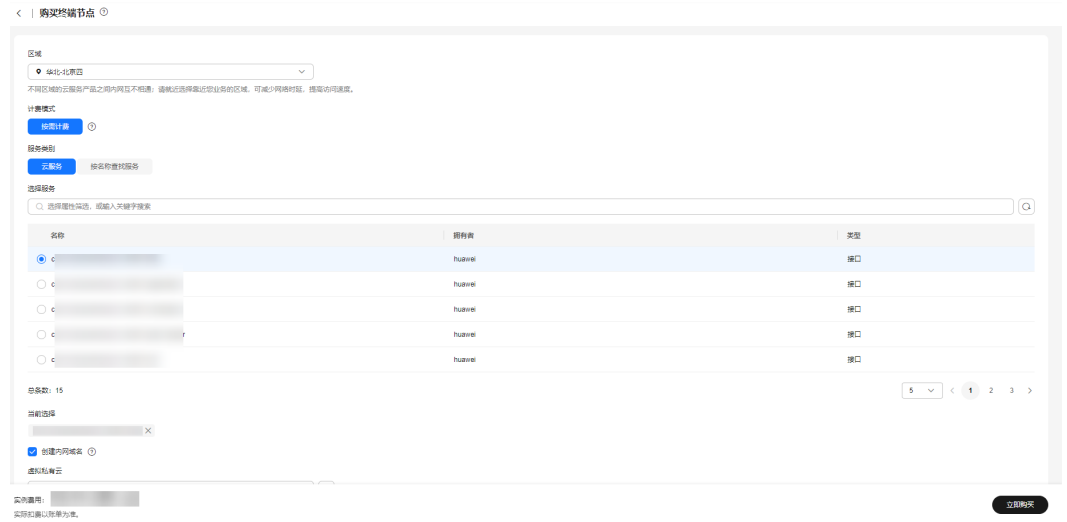 购买终端节点
区域
华北-北京四
不同区域的云服务产品之间内网互不相通；请就近选择靠近您业务的区域，可减少网络时延，提高访问速度。
计费模式
按需计费
服务类别
云服务 按名称查找服务
选择服务
选择属性筛选，或输入关键字搜索
名称 拥有者 类型
c huawei 接口
c huawei 接口
c huawei 接口
c r huawei 接口
c huawei 接口
总条数：15 5 1 2 3
当前选择
创建内网域名
虚拟私有云
实例费用：
立即购买
实际扣费以账单为准。